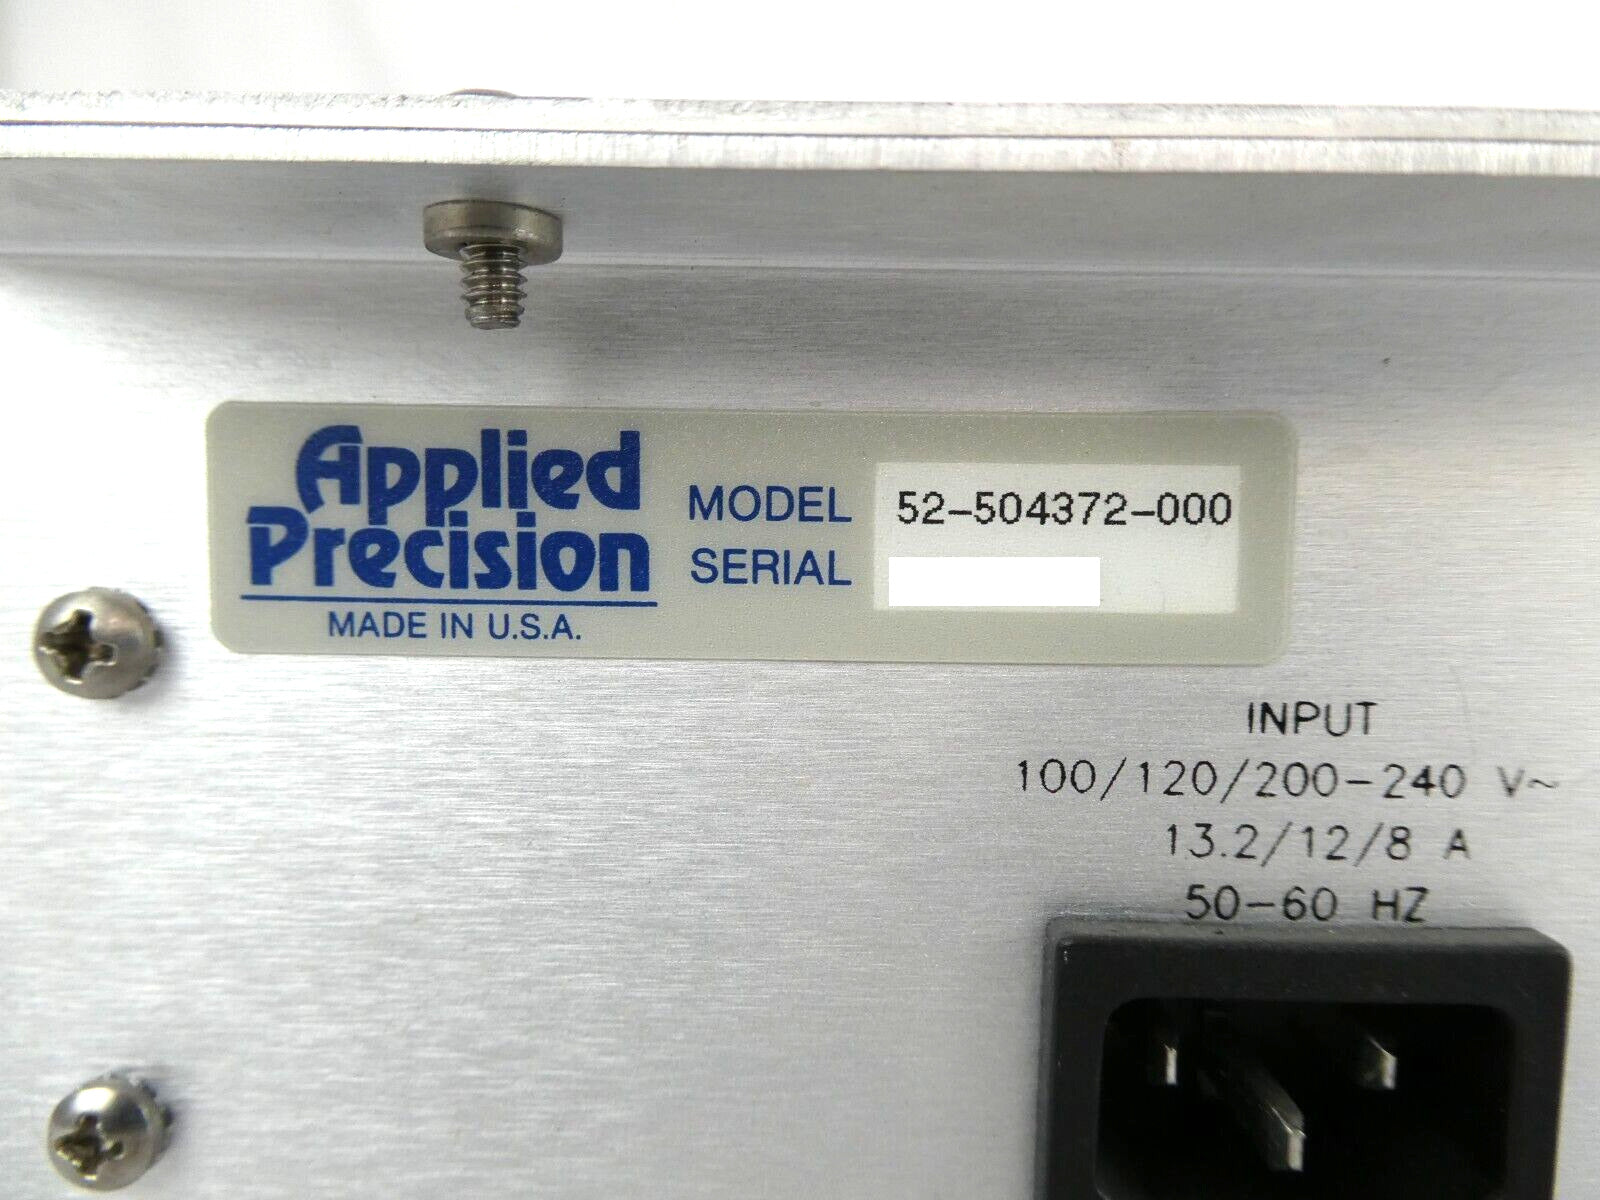 Applied
Precision
MADE IN U.S.A.
MODEL 52-504372-000
SERIAL
INPUT
100/120/200-240 V~
13.2/12/8 A
50-60 HZ